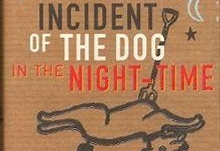 INCIDENT
OF THE DOG
IN THE NIGHT-TIME